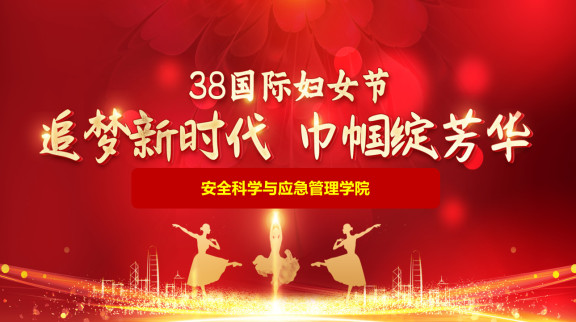 38国际妇女节
追梦新时代 巾帼绽芳华
安全科学与应急管理学院